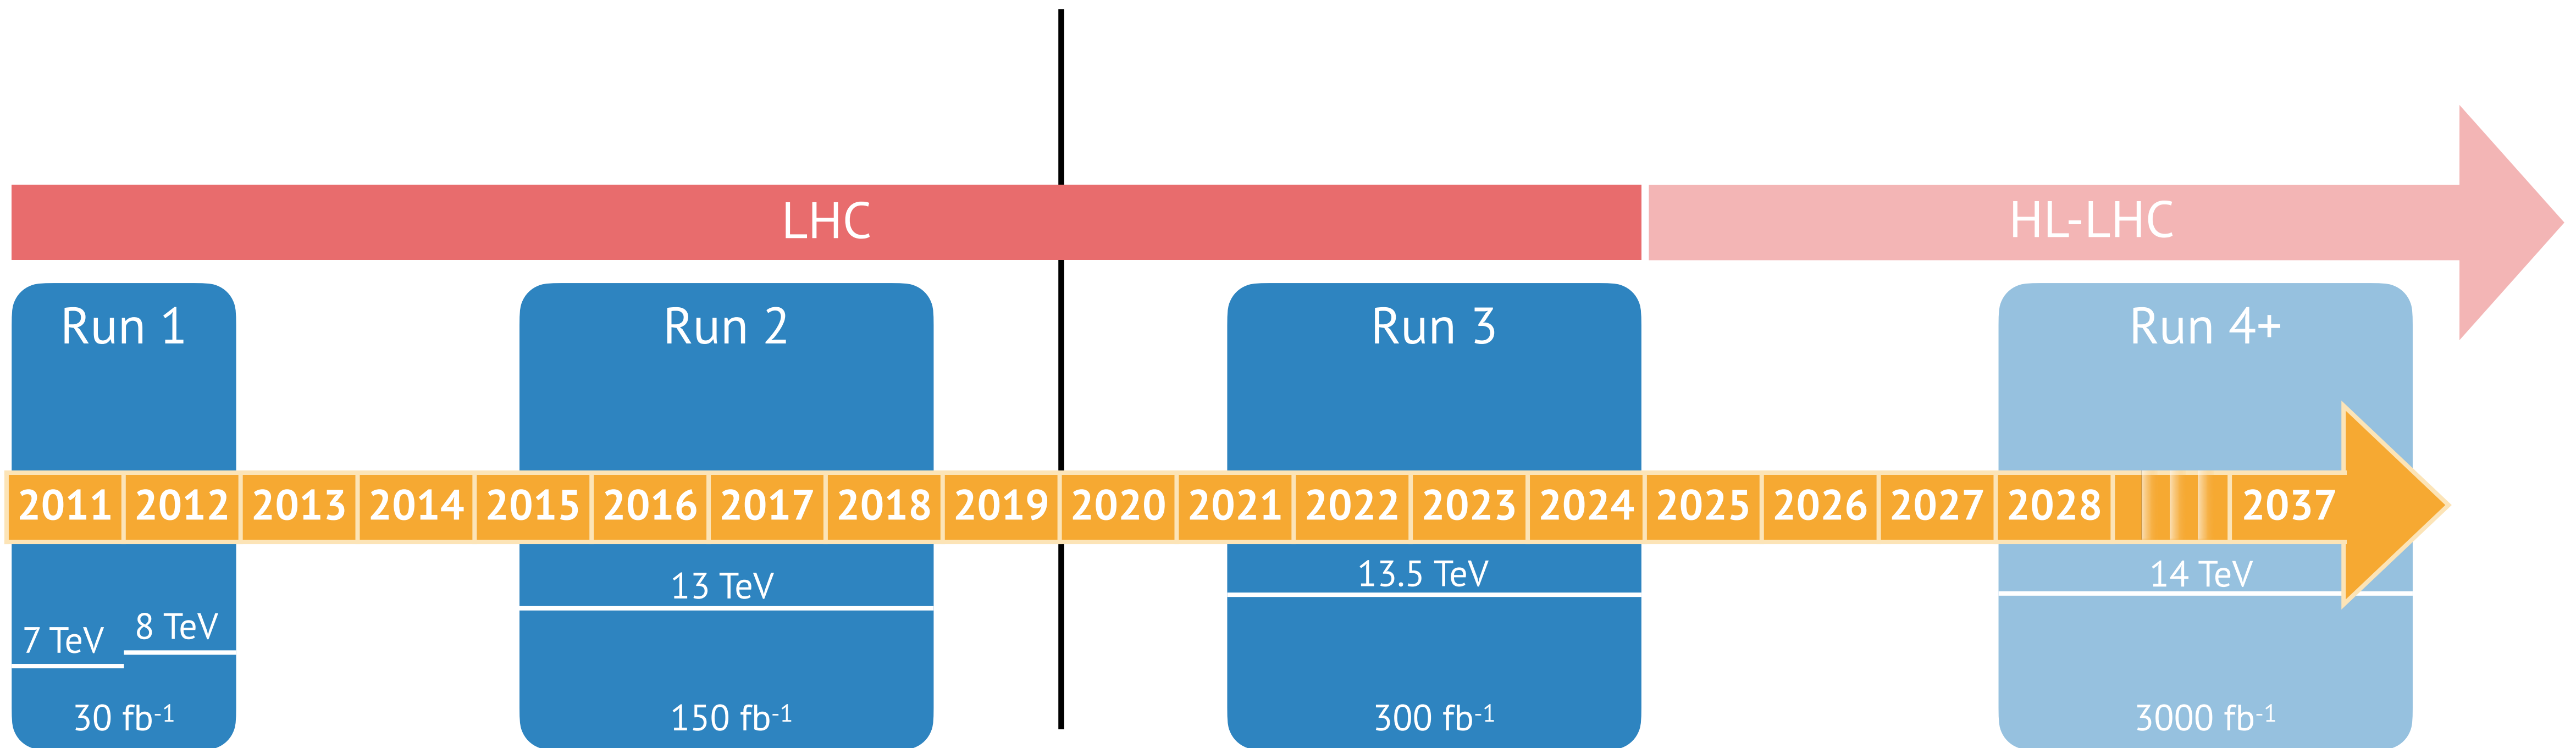 LHC
HL-LHC
Run 1
Run 2
Run 3
Run 4+
2011 2012 2013 2014 2015 2016 2017 2018 2019 2020 2021 2022 2023 2024 2025 2026 2027 2028 2037
7 TeV
8 TeV
13 TeV
13.5 TeV
14 TeV
30 fb⁻¹
150 fb⁻¹
300 fb⁻¹
3000 fb⁻¹